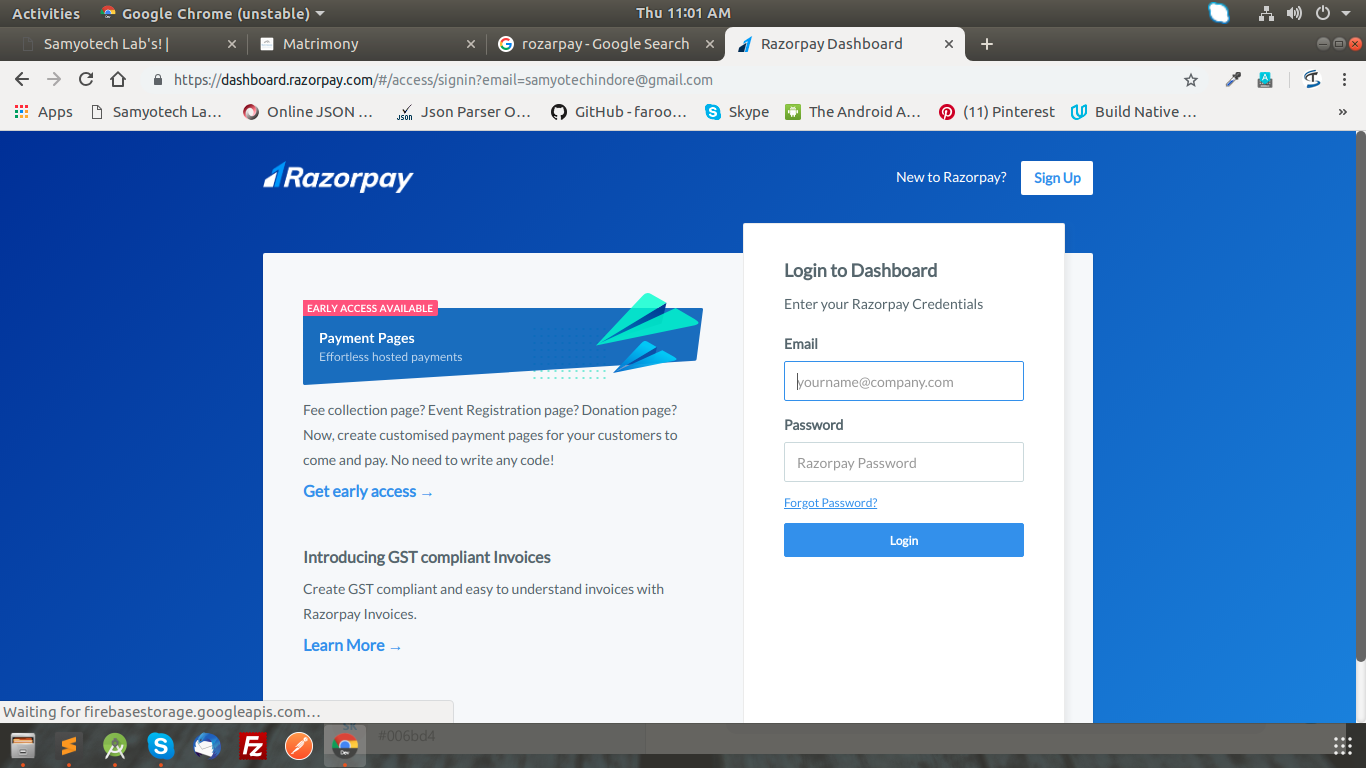 Activities Google Chrome (unstable) Thu 11:01 AM
Samyotech Lab's! | Matrimony rozarpay - Google Search Razorpay Dashboard
https://dashboard.razorpay.com/#/access/signin?email=samyotechindore@gmail.com
Apps Samyotech La... Online JSON ... Json Parser O... GitHub - faroo... Skype The Android A... (11) Pinterest Build Native ... »
Razorpay
New to Razorpay? Sign Up
EARLY ACCESS AVAILABLE
Payment Pages
Effortless hosted payments
Fee collection page? Event Registration page? Donation page?
Now, create customised payment pages for your customers to
come and pay. No need to write any code!
Get early access →
Introducing GST compliant Invoices
Create GST compliant and easy to understand invoices with
Razorpay Invoices.
Learn More →
Login to Dashboard
Enter your Razorpay Credentials
Email
yourname@company.com
Password
Razorpay Password
Forgot Password?
Login
Waiting for firebasestorage.googleapis.com...
#006bd4